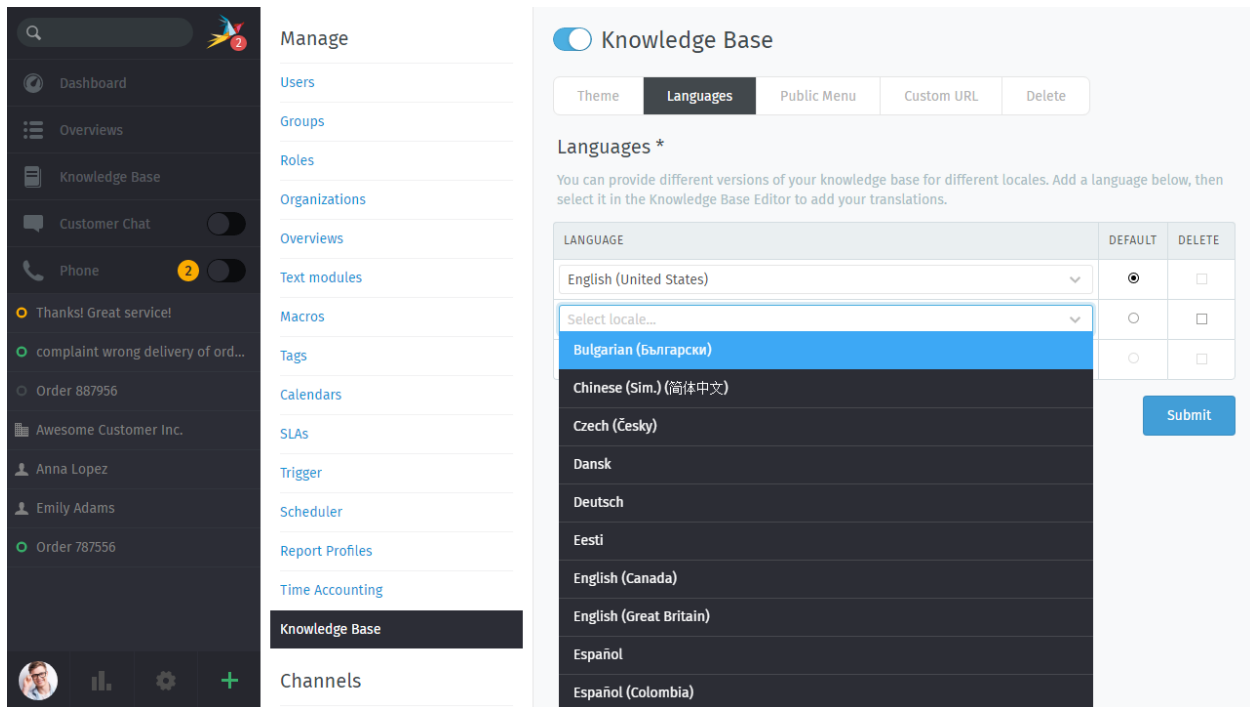 2
Dashboard
Overviews
Knowledge Base
Customer Chat
Phone 2
Thanks! Great service!
complaint wrong delivery of ord...
Order 887956
Awesome Customer Inc.
Anna Lopez
Emily Adams
Order 787556
Manage
Users
Groups
Roles
Organizations
Overviews
Text modules
Macros
Tags
Calendars
SLAs
Trigger
Scheduler
Report Profiles
Time Accounting
Knowledge Base
Channels
Knowledge Base
Theme Languages Public Menu Custom URL Delete
Languages *
You can provide different versions of your knowledge base for different locales. Add a language below, then
select it in the Knowledge Base Editor to add your translations.
LANGUAGE DEFAULT DELETE
English (United States)
Select locale...
Bulgarian (Български)
Chinese (Sim.) (简体中文)
Czech (Česky)
Dansk
Deutsch
Eesti
English (Canada)
English (Great Britain)
Español
Español (Colombia)
Submit